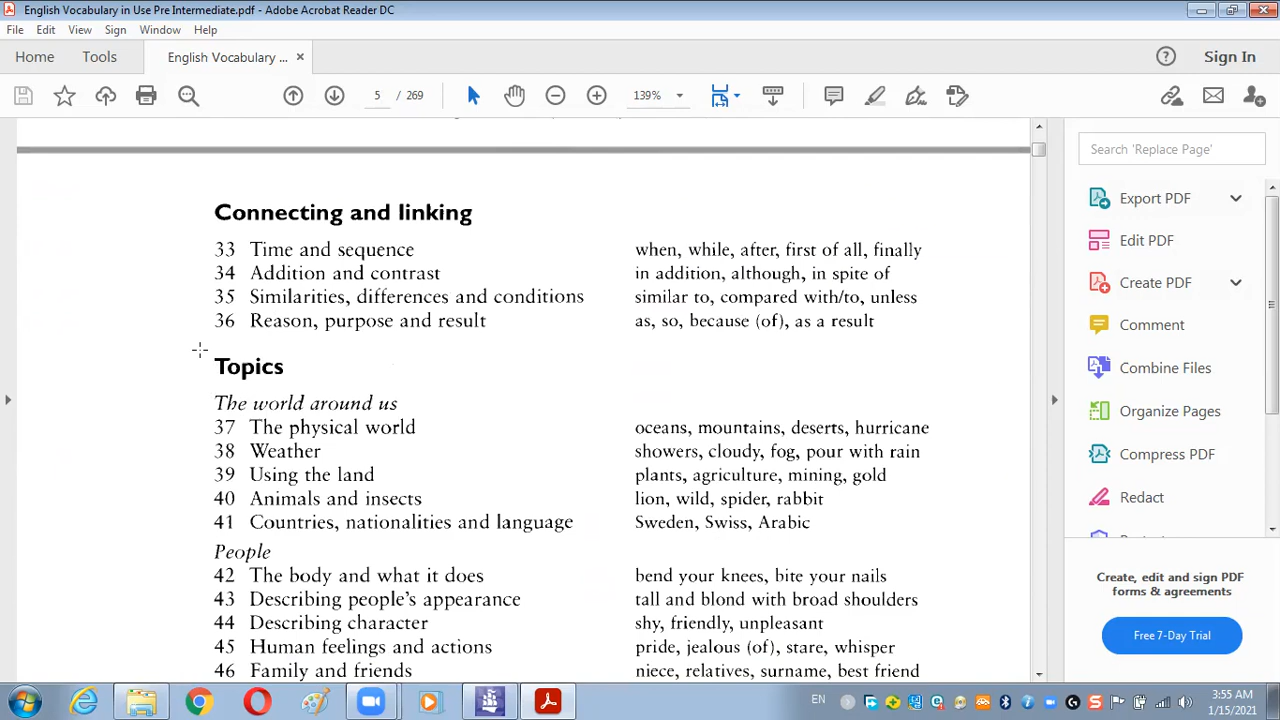 English Vocabulary in Use Pre Intermediate.pdf - Adobe Acrobat Reader DC
File Edit View Sign Window Help
Home Tools English Vocabulary ... × Sign In
5 / 269 139%
Search 'Replace Page'
Connecting and linking
33 Time and sequence when, while, after, first of all, finally
34 Addition and contrast in addition, although, in spite of
35 Similarities, differences and conditions similar to, compared with/to, unless
36 Reason, purpose and result as, so, because (of), as a result
Topics
The world around us
37 The physical world oceans, mountains, deserts, hurricane
38 Weather showers, cloudy, fog, pour with rain
39 Using the land plants, agriculture, mining, gold
40 Animals and insects lion, wild, spider, rabbit
41 Countries, nationalities and language Sweden, Swiss, Arabic
People
42 The body and what it does bend your knees, bite your nails
43 Describing people's appearance tall and blond with broad shoulders
44 Describing character shy, friendly, unpleasant
45 Human feelings and actions pride, jealous (of), stare, whisper
46 Family and friends niece, relatives, surname, best friend
Export PDF
Edit PDF
Create PDF
Comment
Combine Files
Organize Pages
Compress PDF
Redact
Create, edit and sign PDF
forms & agreements
Free 7-Day Trial
EN 3:55 AM
1/15/2021